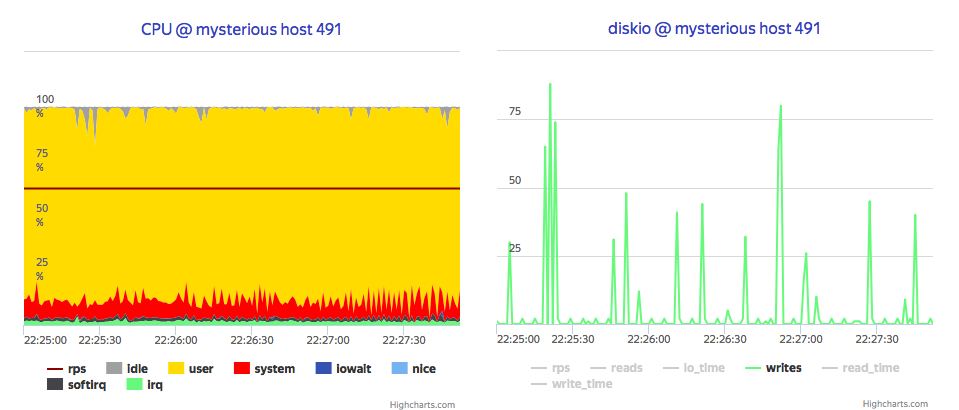 CPU @ mysterious host 491
100
%
75
%
50
%
25
%
22:25:00 22:25:30 22:26:00 22:26:30 22:27:00 22:27:30
rps idle user system iowait nice
softirq irq
Highcharts.com
diskio @ mysterious host 491
75
50
25
22:25:00 22:25:30 22:26:00 22:26:30 22:27:00 22:27:30
rps reads io_time writes read_time
write_time
Highcharts.com